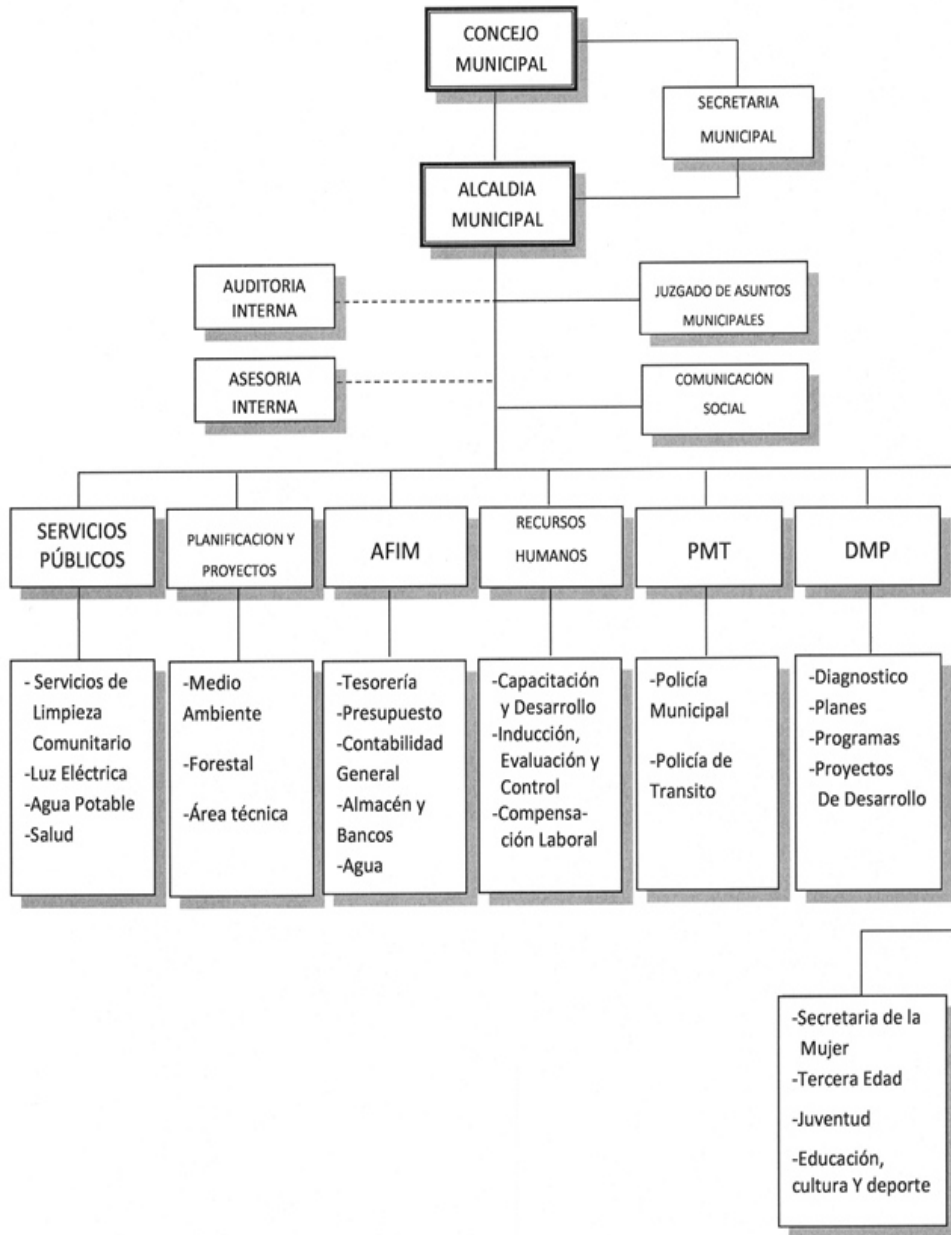 CONCEJO
MUNICIPAL
SECRETARIA
MUNICIPAL
ALCALDIA
MUNICIPAL
AUDITORIA
INTERNA
JUZGADO DE ASUNTOS
MUNICIPALES
ASESORIA
INTERNA
COMUNICACIÓN
SOCIAL
SERVICIOS
PÚBLICOS
PLANIFICACION Y
PROYECTOS
AFIM
RECURSOS
HUMANOS
PMT
DMP
- Servicios de
Limpieza
Comunitario
-Luz Eléctrica
-Agua Potable
-Salud
-Medio
Ambiente
-Forestal
-Área técnica
-Tesorería
-Presupuesto
-Contabilidad
General
-Almacén y
Bancos
-Agua
-Capacitación
y Desarrollo
-Inducción,
Evaluación y
Control
-Compensa-
ción Laboral
-Policía
Municipal
-Policía de
Transito
-Diagnostico
-Planes
-Programas
-Proyectos
De Desarrollo
-Secretaria de la
Mujer
-Tercera Edad
-Juventud
-Educación,
cultura Y deporte